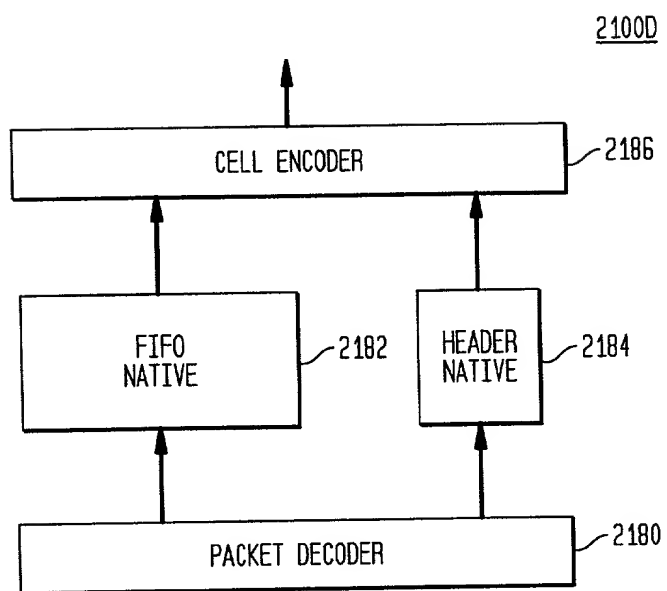 2100D
CELL ENCODER
2186
FIFO
NATIVE
2182
HEADER
NATIVE
2184
PACKET DECODER
2180